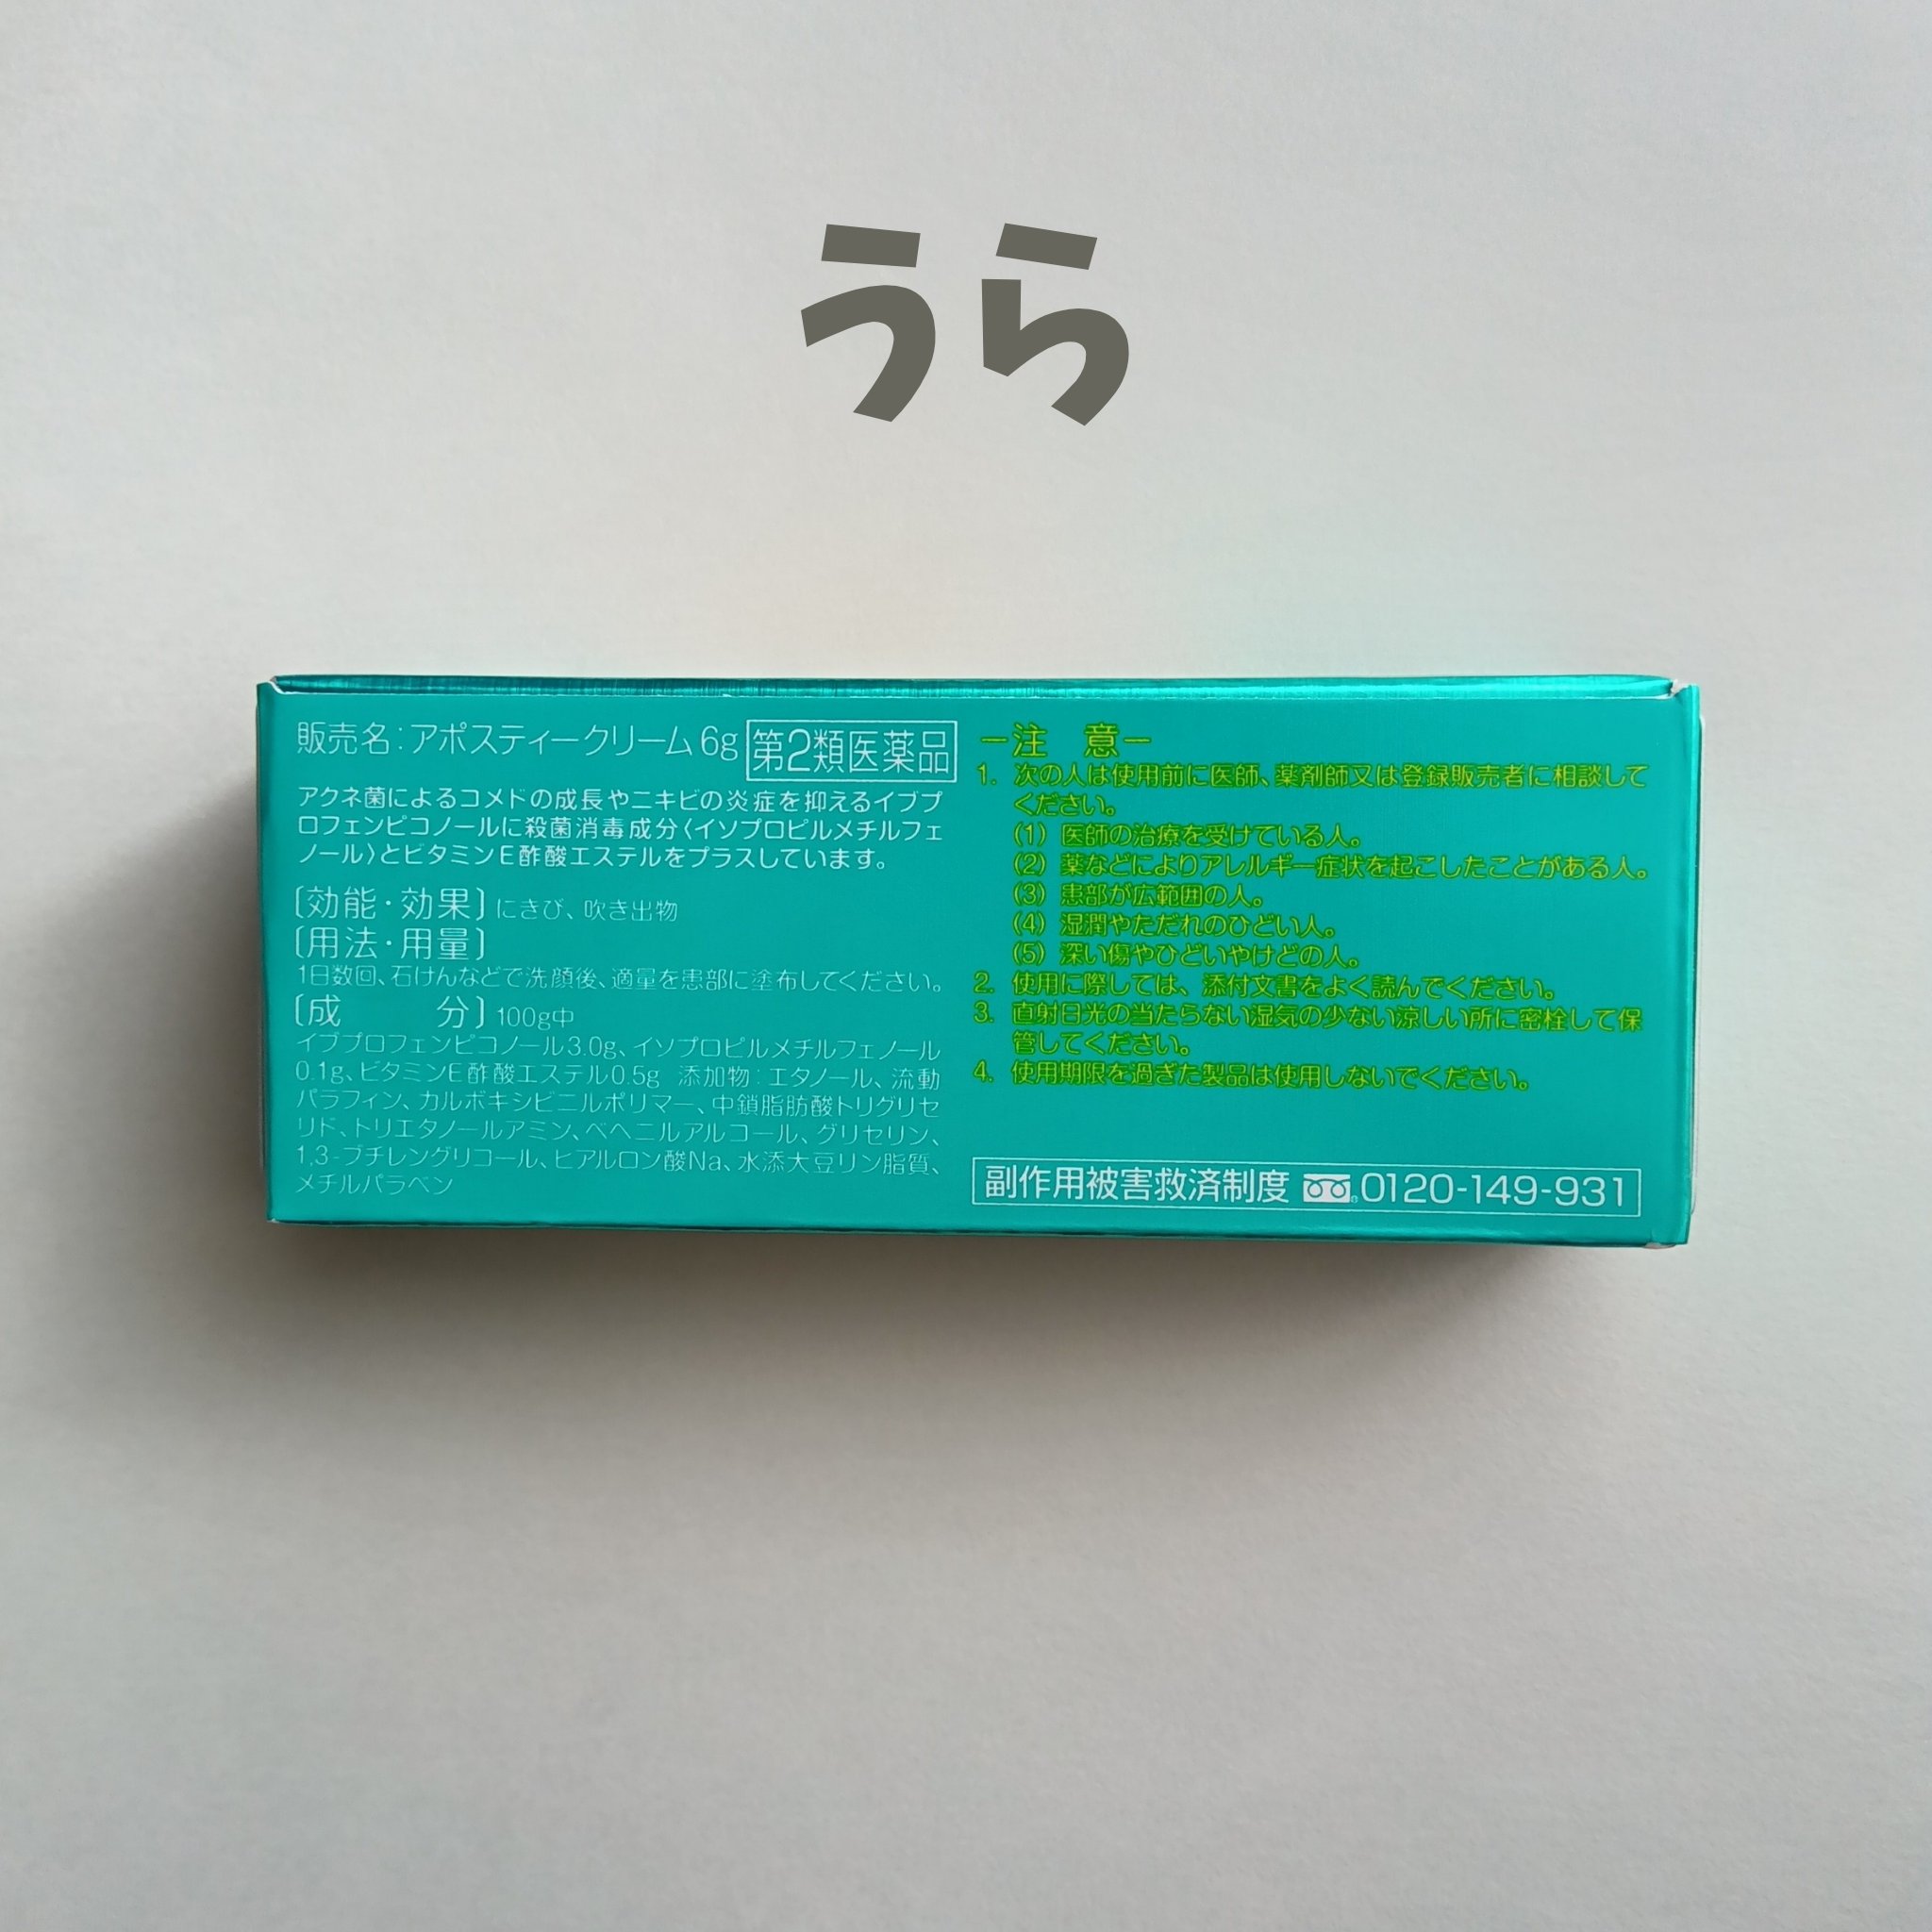 うら
販売名：アポスティークリーム6g 第2類医薬品
アクネ菌によるコメドの成長やニキビの炎症を抑えるイブプ
ロフェンピコノールに殺菌消毒成分〈イソプロピルメチルフェ
ノール〉とビタミンE酢酸エステルをプラスしています。
〔効能・効果〕にきび、吹き出物
〔用法・用量〕
1日数回、石けんなどで洗顔後、適量を患部に塗布してください。
〔成　　　分〕100g中
イブプロフェンピコノール3.0g、イソプロピルメチルフェノール
0.1g、ビタミンE酢酸エステル0.5g 添加物：エタノール、流動
パラフィン、カルボキシビニルポリマー、中鎖脂肪酸トリグリセ
リド、トリエタノールアミン、ベヘニルアルコール、グリセリン、
1,3-ブチレングリコール、ヒアルロン酸Na、水添大豆リン脂質、
メチルパラベン
ー注　意ー
1. 次の人は使用前に医師、薬剤師又は登録販売者に相談して
ください。
(1) 医師の治療を受けている人。
(2) 薬などによりアレルギー症状を起こしたことがある人。
(3) 患部が広範囲の人。
(4) 湿潤やただれのひどい人。
(5) 深い傷やひどいやけどの人。
2. 使用に際しては、添付文書をよく読んでください。
3. 直射日光の当たらない湿気の少ない涼しい所に密栓して保
管してください。
4. 使用期限を過ぎた製品は使用しないでください。
副作用被害救済制度 0120-149-931